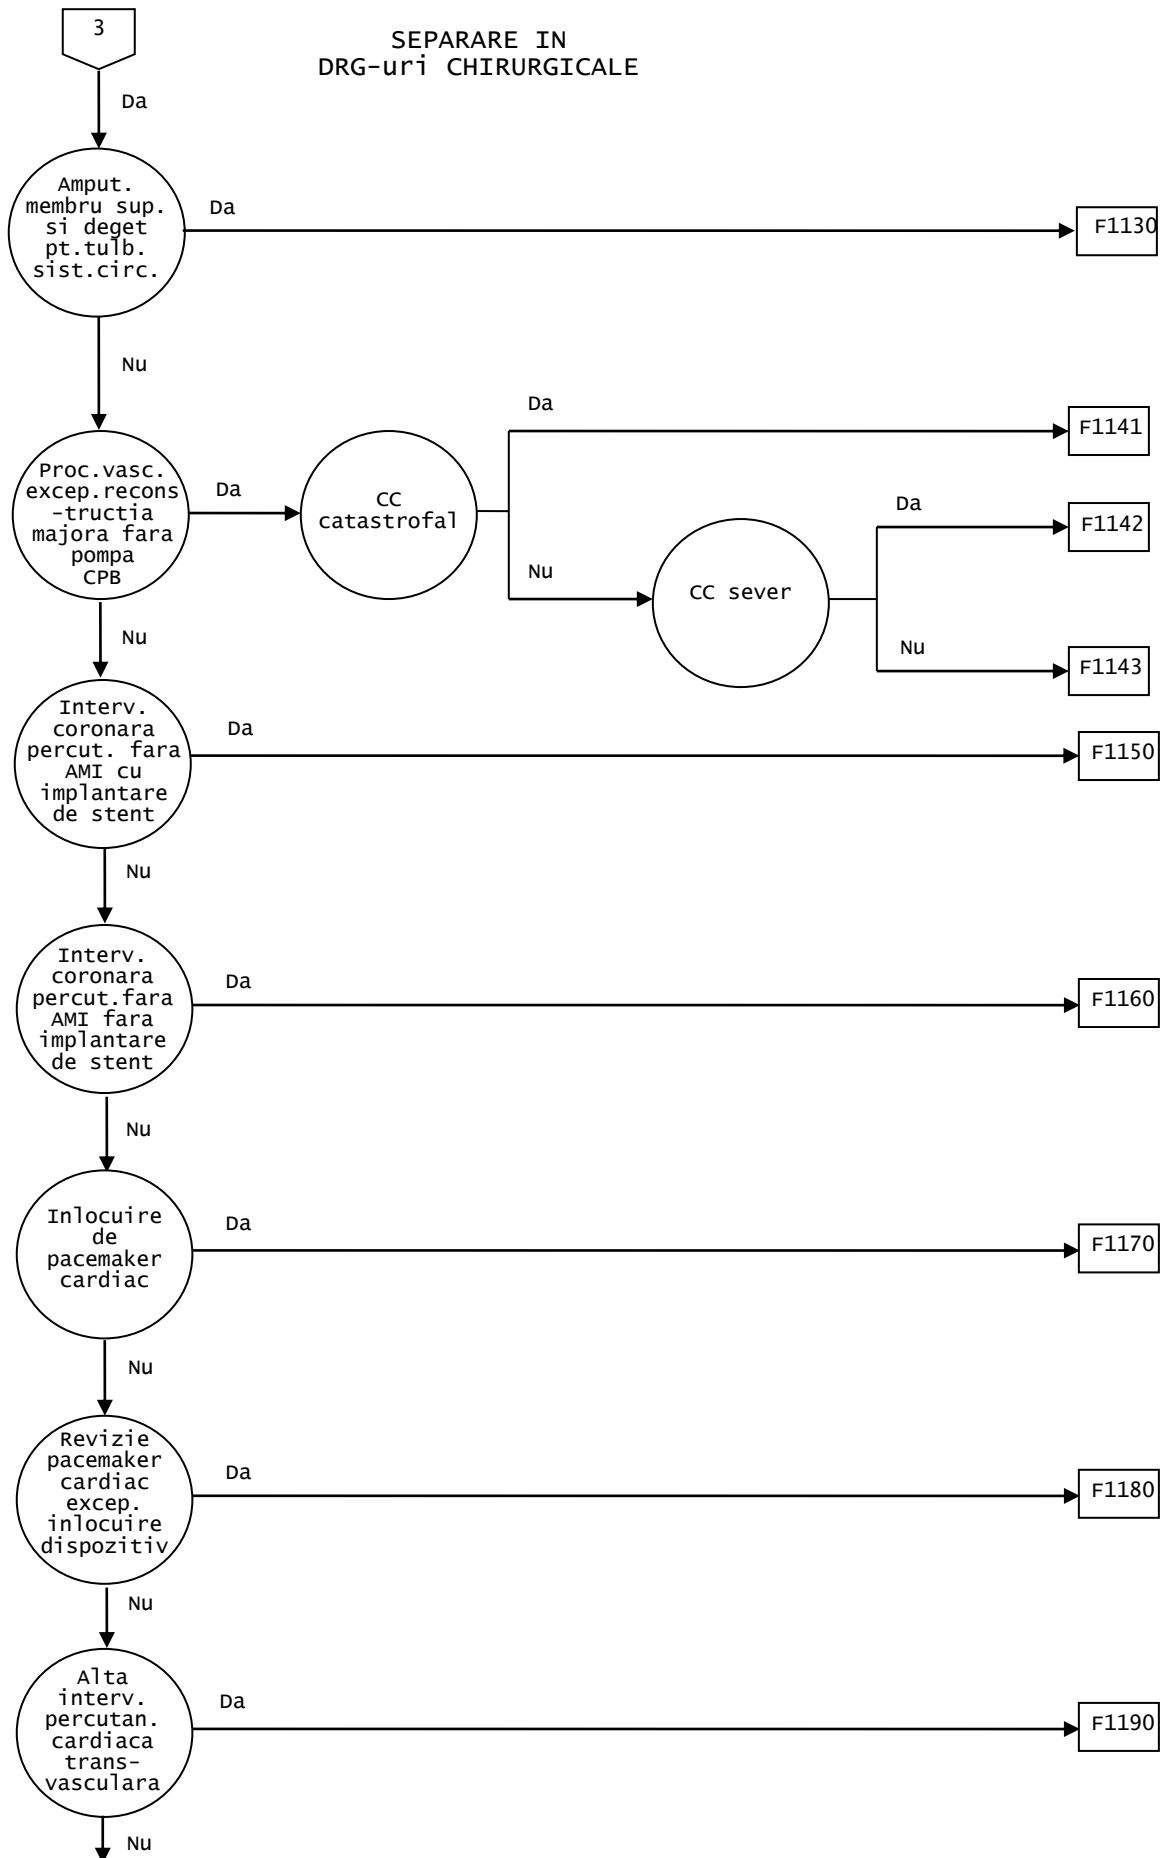 3
SEPARARE IN
DRG-uri CHIRURGICALE
Da
Amput.
membru sup.
si deget
pt.tulb.
sist.circ.
Da
F1130
Nu
Proc.vasc.
excep.recons
-tructia
majora fara
pompa
CPB
Da
CC
catastrofal
Da
F1141
Nu
CC sever
Da
F1142
Nu
F1143
Nu
Interv.
coronara
percut. fara
AMI cu
implantare
de stent
Da
F1150
Nu
Interv.
coronara
percut.fara
AMI fara
implantare
de stent
Da
F1160
Nu
Inlocuire
de
pacemaker
cardiac
Da
F1170
Nu
Revizie
pacemaker
cardiac
excep.
inlocuire
dispozitiv
Da
F1180
Nu
Alta
interv.
percutan.
cardiaca
trans-
vasculara
Da
F1190
Nu